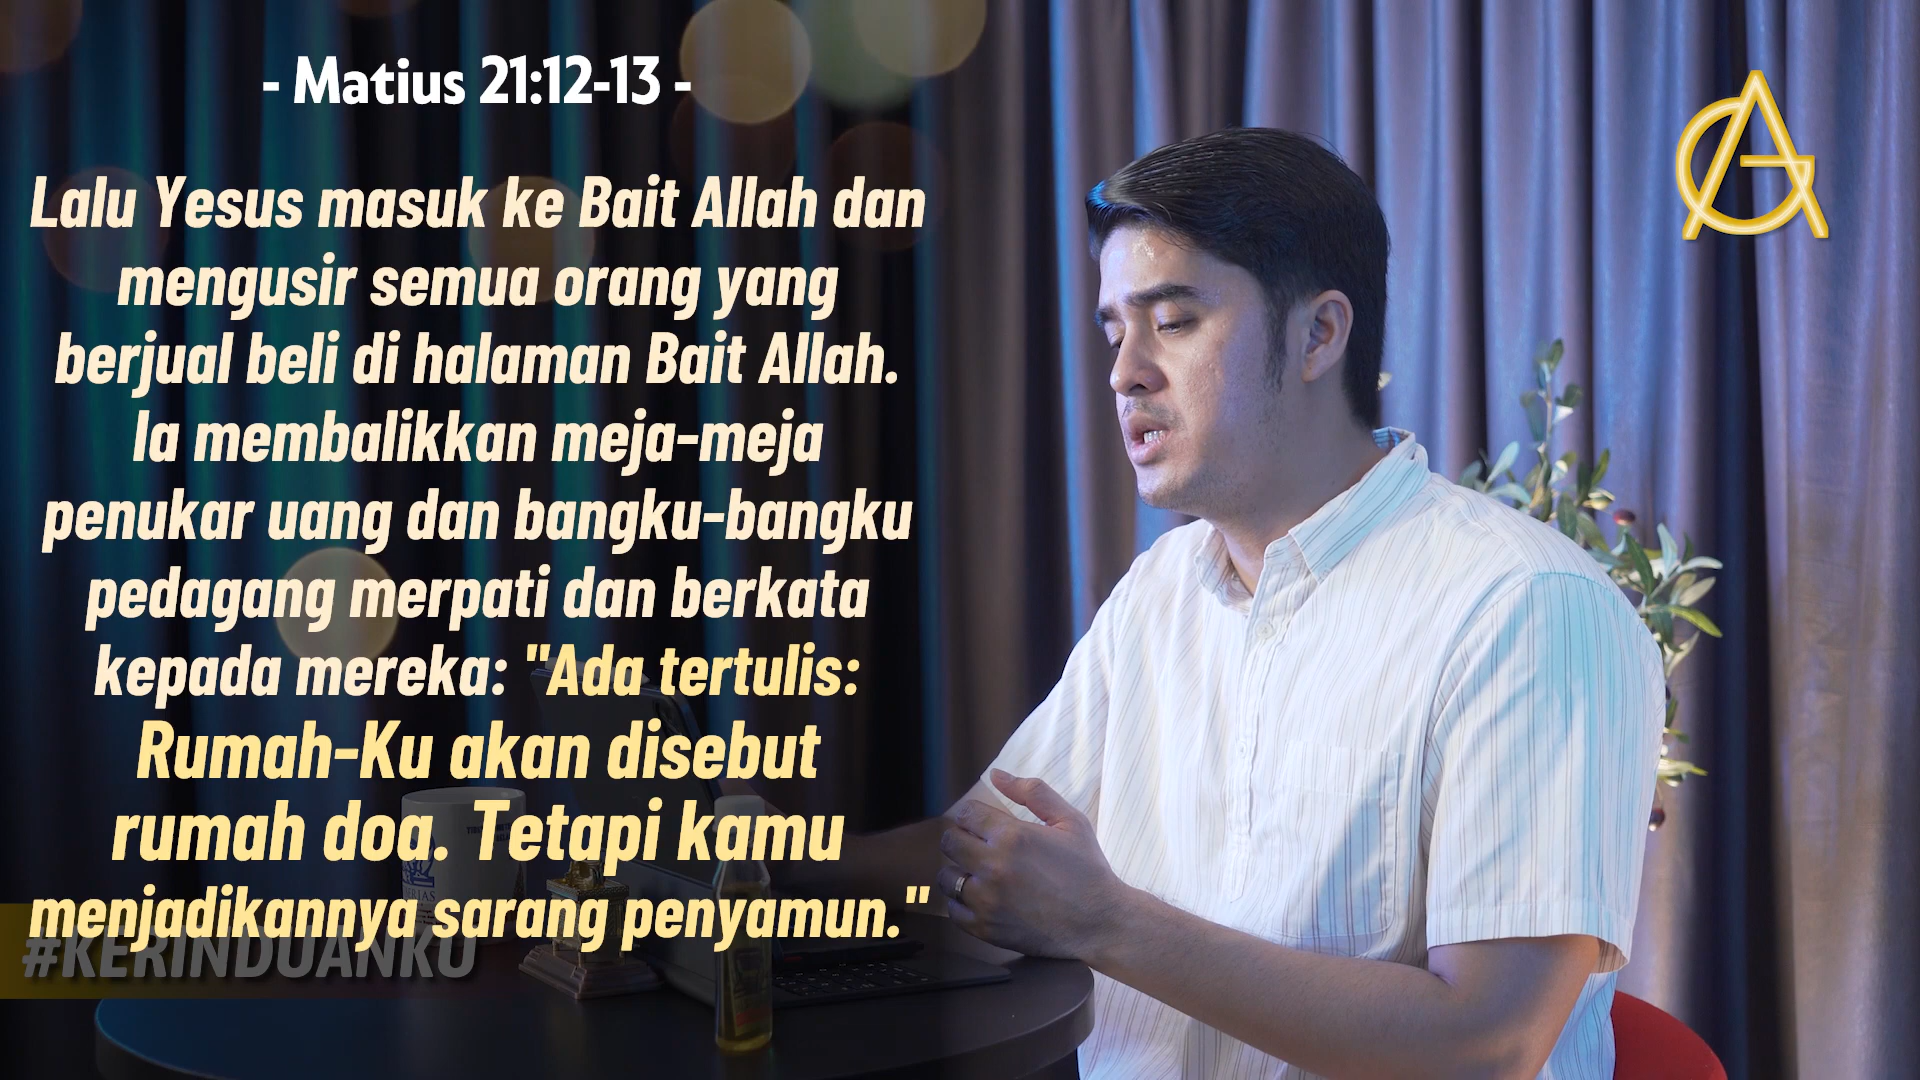 - Matius 21:12-13 -
Lalu Yesus masuk ke Bait Allah dan
mengusir semua orang yang
berjual beli di halaman Bait Allah.
Ia membalikkan meja-meja
penukar uang dan bangku-bangku
pedagang merpati dan berkata
kepada mereka: "Ada tertulis:
Rumah-Ku akan disebut
rumah doa. Tetapi kamu
menjadikannya sarang penyamun."
#KERINDUANKU